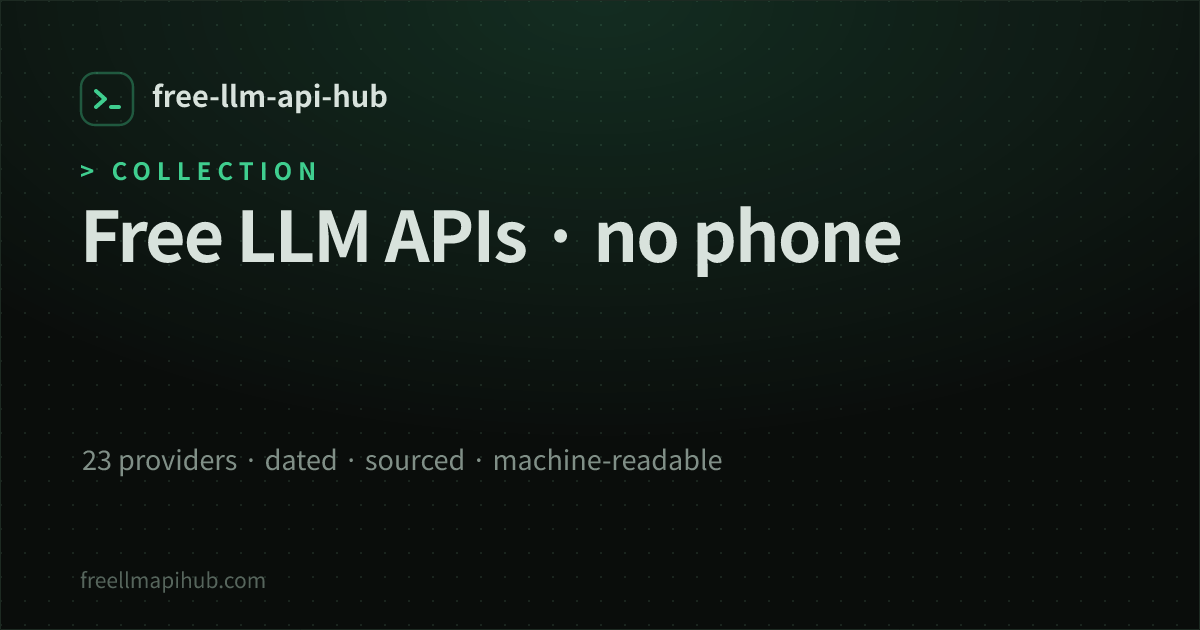 free-llm-api-hub
> COLLECTION
Free LLM APIs · no phone
23 providers · dated · sourced · machine-readable
freellmapihub.com